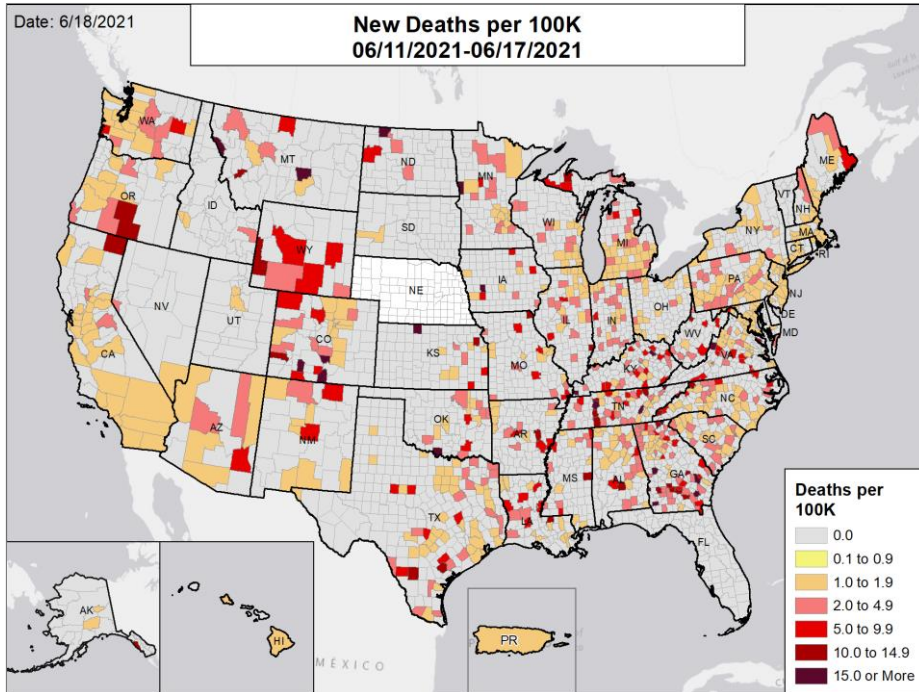 Date: 6/18/2021
New Deaths per 100K
06/11/2021-06/17/2021
WA
MT
ND
MN
ME
OR
ID
WY
SD
WI
MI
NY
VT
NH
MA
CT
RI
NV
UT
CO
NE
IA
IL
IN
OH
PA
NJ
DE
MD
WV
VA
CA
KS
MO
KY
AZ
NM
OK
AR
TN
NC
SC
TX
LA
MS
AL
GA
FL
AK
HI
PR
MÉXICO
Deaths per
100K
0.0
0.1 to 0.9
1.0 to 1.9
2.0 to 4.9
5.0 to 9.9
10.0 to 14.9
15.0 or More